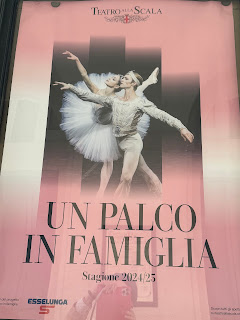 TEATRO ALLA SCALA
UN PALCO
IN FAMIGLIA
Stagione 2024/25
ESSELUNGA